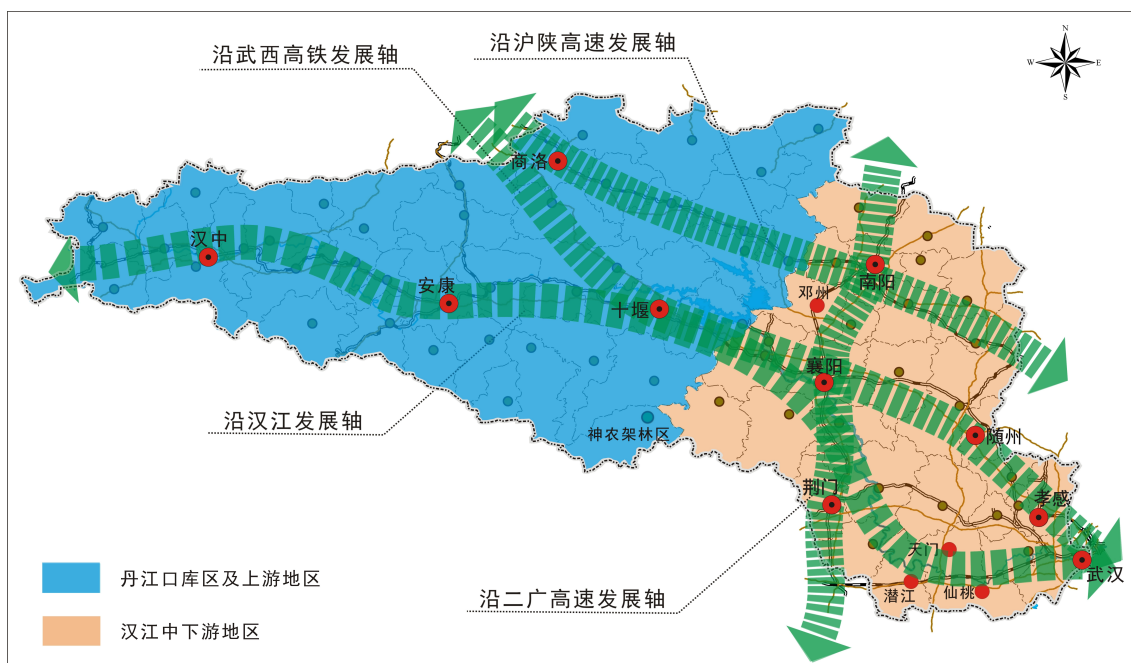 沿武西高铁发展轴
沿沪陕高速发展轴
N
W
E
S
商洛
汉中
南阳
安康
邓州
十堰
襄阳
沿汉江发展轴
神农架林区
随州
荆门
孝感
天门
武汉
丹江口库区及上游地区
潜江
仙桃
沿二广高速发展轴
汉江中下游地区